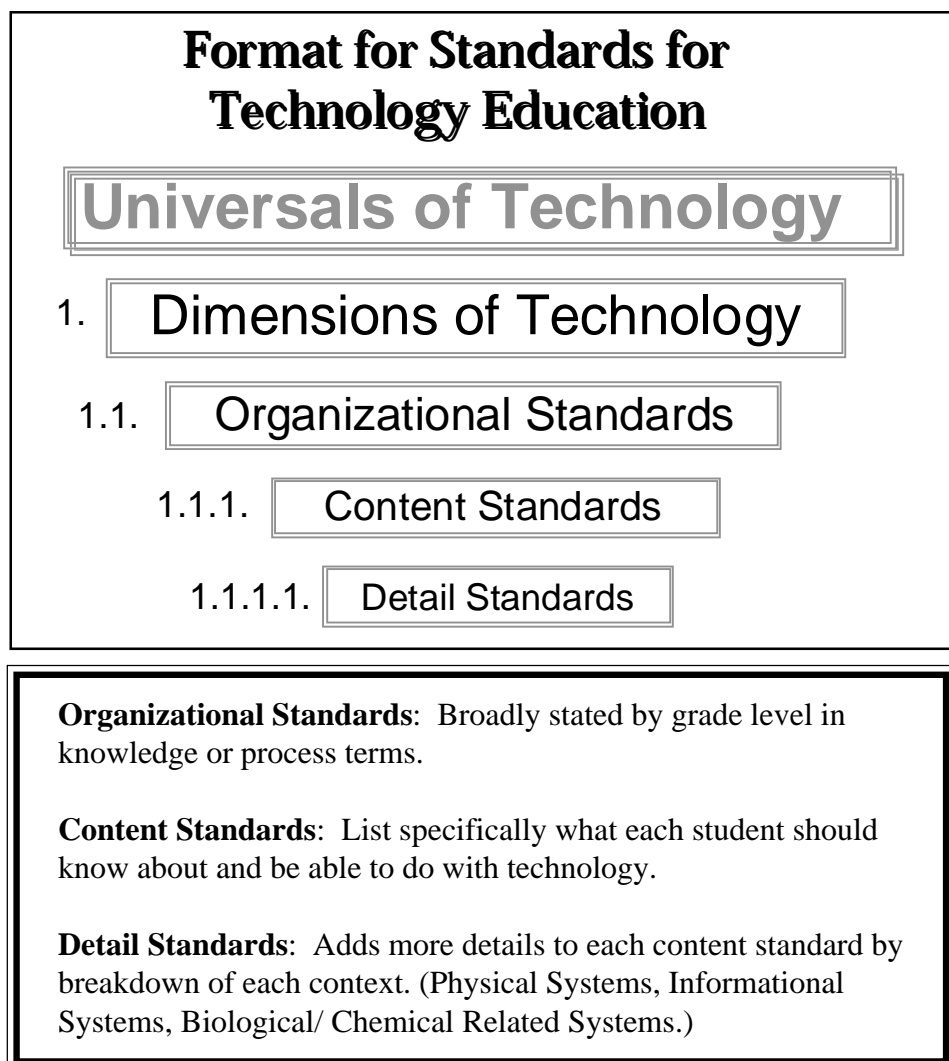 Format for Standards for
Technology Education
Universals of Technology
1. Dimensions of Technology
1.1. Organizational Standards
1.1.1. Content Standards
1.1.1.1. Detail Standards
Organizational Standards: Broadly stated by grade level in
knowledge or process terms.
Content Standards: List specifically what each student should
know about and be able to do with technology.
Detail Standards: Adds more details to each content standard by
breakdown of each context. (Physical Systems, Informational
Systems, Biological/ Chemical Related Systems.)